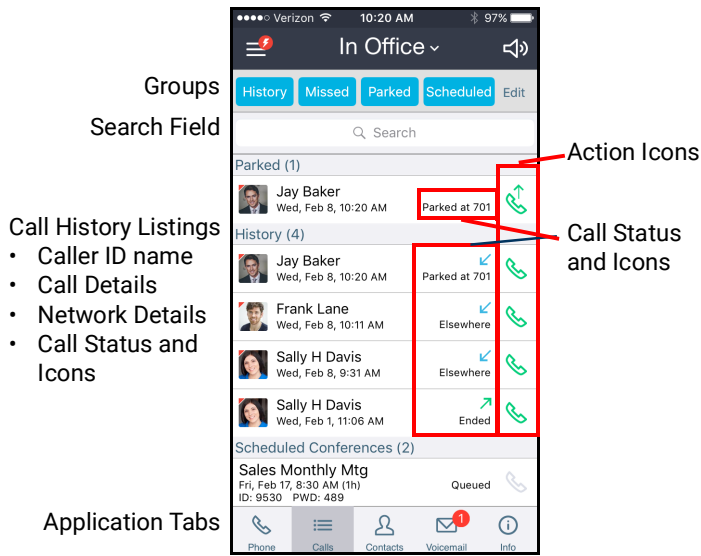 Verizon 10:20 AM 97%
In Office
Groups
History Missed Parked Scheduled Edit
Search Field
Search
Action Icons
Parked (1)
Jay Baker
Wed, Feb 8, 10:20 AM Parked at 701
Call History Listings
• Caller ID name
• Call Details
• Network Details
• Call Status and
Icons
Call Status
and Icons
History (4)
Jay Baker
Wed, Feb 8, 10:20 AM Parked at 701
Frank Lane
Wed, Feb 8, 10:11 AM Elsewhere
Sally H Davis
Wed, Feb 8, 9:31 AM Elsewhere
Sally H Davis
Wed, Feb 1, 11:06 AM Ended
Scheduled Conferences (2)
Sales Monthly Mtg
Fri, Feb 17, 8:30 AM (1h) Queued
ID: 9530 PWD: 489
Application Tabs
1
Phone Calls Contacts Voicemail Info